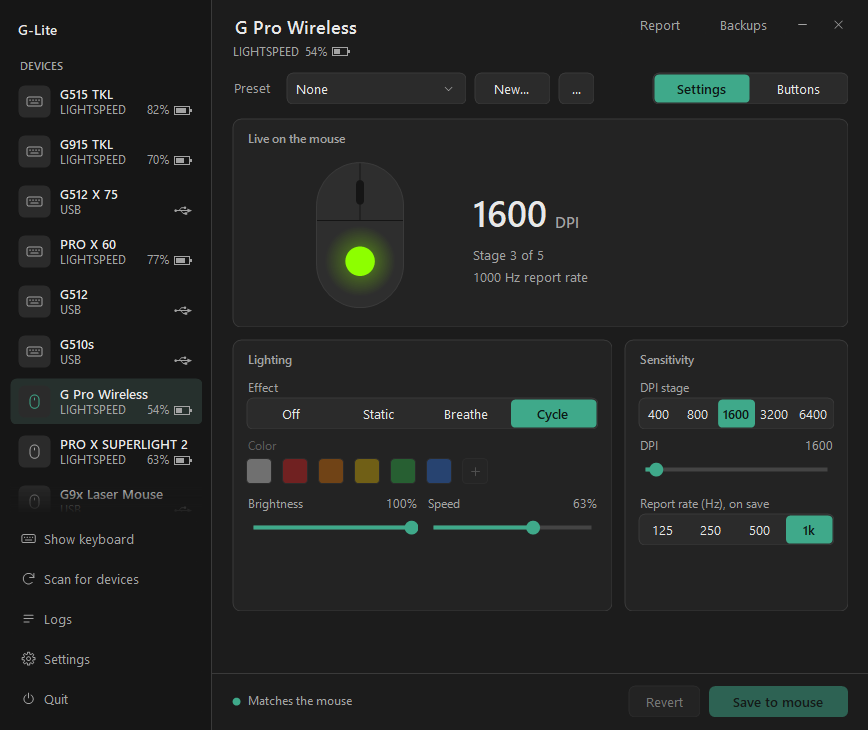 G-Lite
DEVICES
G515 TKL
LIGHTSPEED 82%
G915 TKL
LIGHTSPEED 70%
G512 X 75
USB
PRO X 60
LIGHTSPEED 77%
G512
USB
G510s
USB
G Pro Wireless
LIGHTSPEED 54%
PRO X SUPERLIGHT 2
LIGHTSPEED 63%
G9x Laser Mouse
USB
Show keyboard
Scan for devices
Logs
Settings
Quit
G Pro Wireless
LIGHTSPEED 54%
Report Backups
Preset None New... ... Settings Buttons
Live on the mouse
1600 DPI
Stage 3 of 5
1000 Hz report rate
Lighting
Effect
Off Static Breathe Cycle
Color
+
Brightness 100% Speed 63%
Sensitivity
DPI stage
400 800 1600 3200 6400
DPI 1600
Report rate (Hz), on save
125 250 500 1k
Matches the mouse
Revert Save to mouse